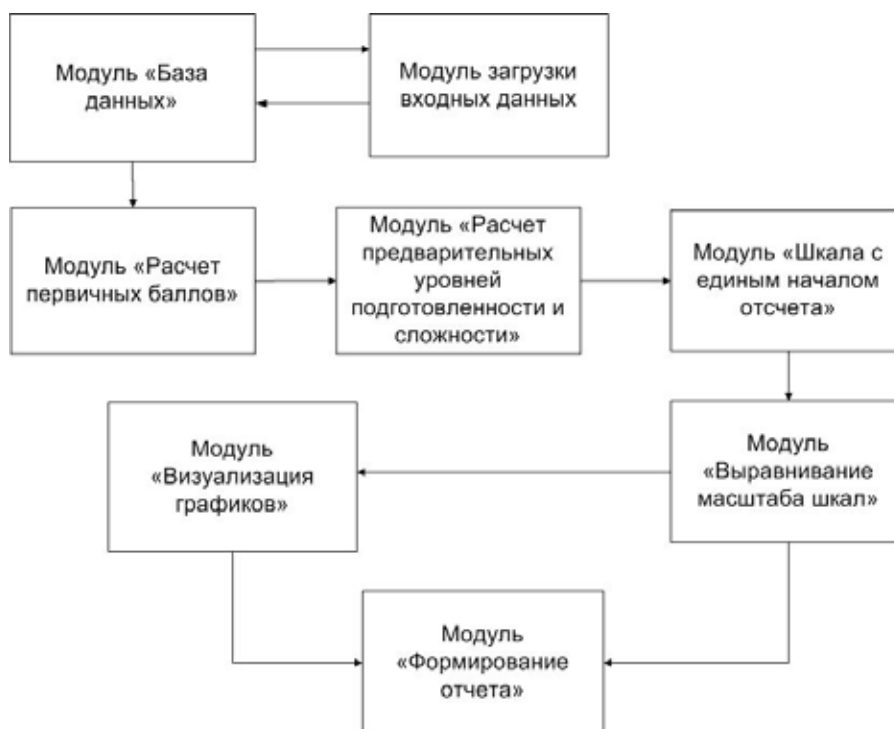 Модуль «База
данных»
Модуль загрузки
входных данных
Модуль «Расчет
первичных баллов»
Модуль «Расчет
предварительных
уровней
подготовленности и
сложности»
Модуль «Шкала с
единым началом
отсчета»
Модуль
«Визуализация
графиков»
Модуль
«Выравнивание
масштаба шкал»
Модуль
«Формирование
отчета»